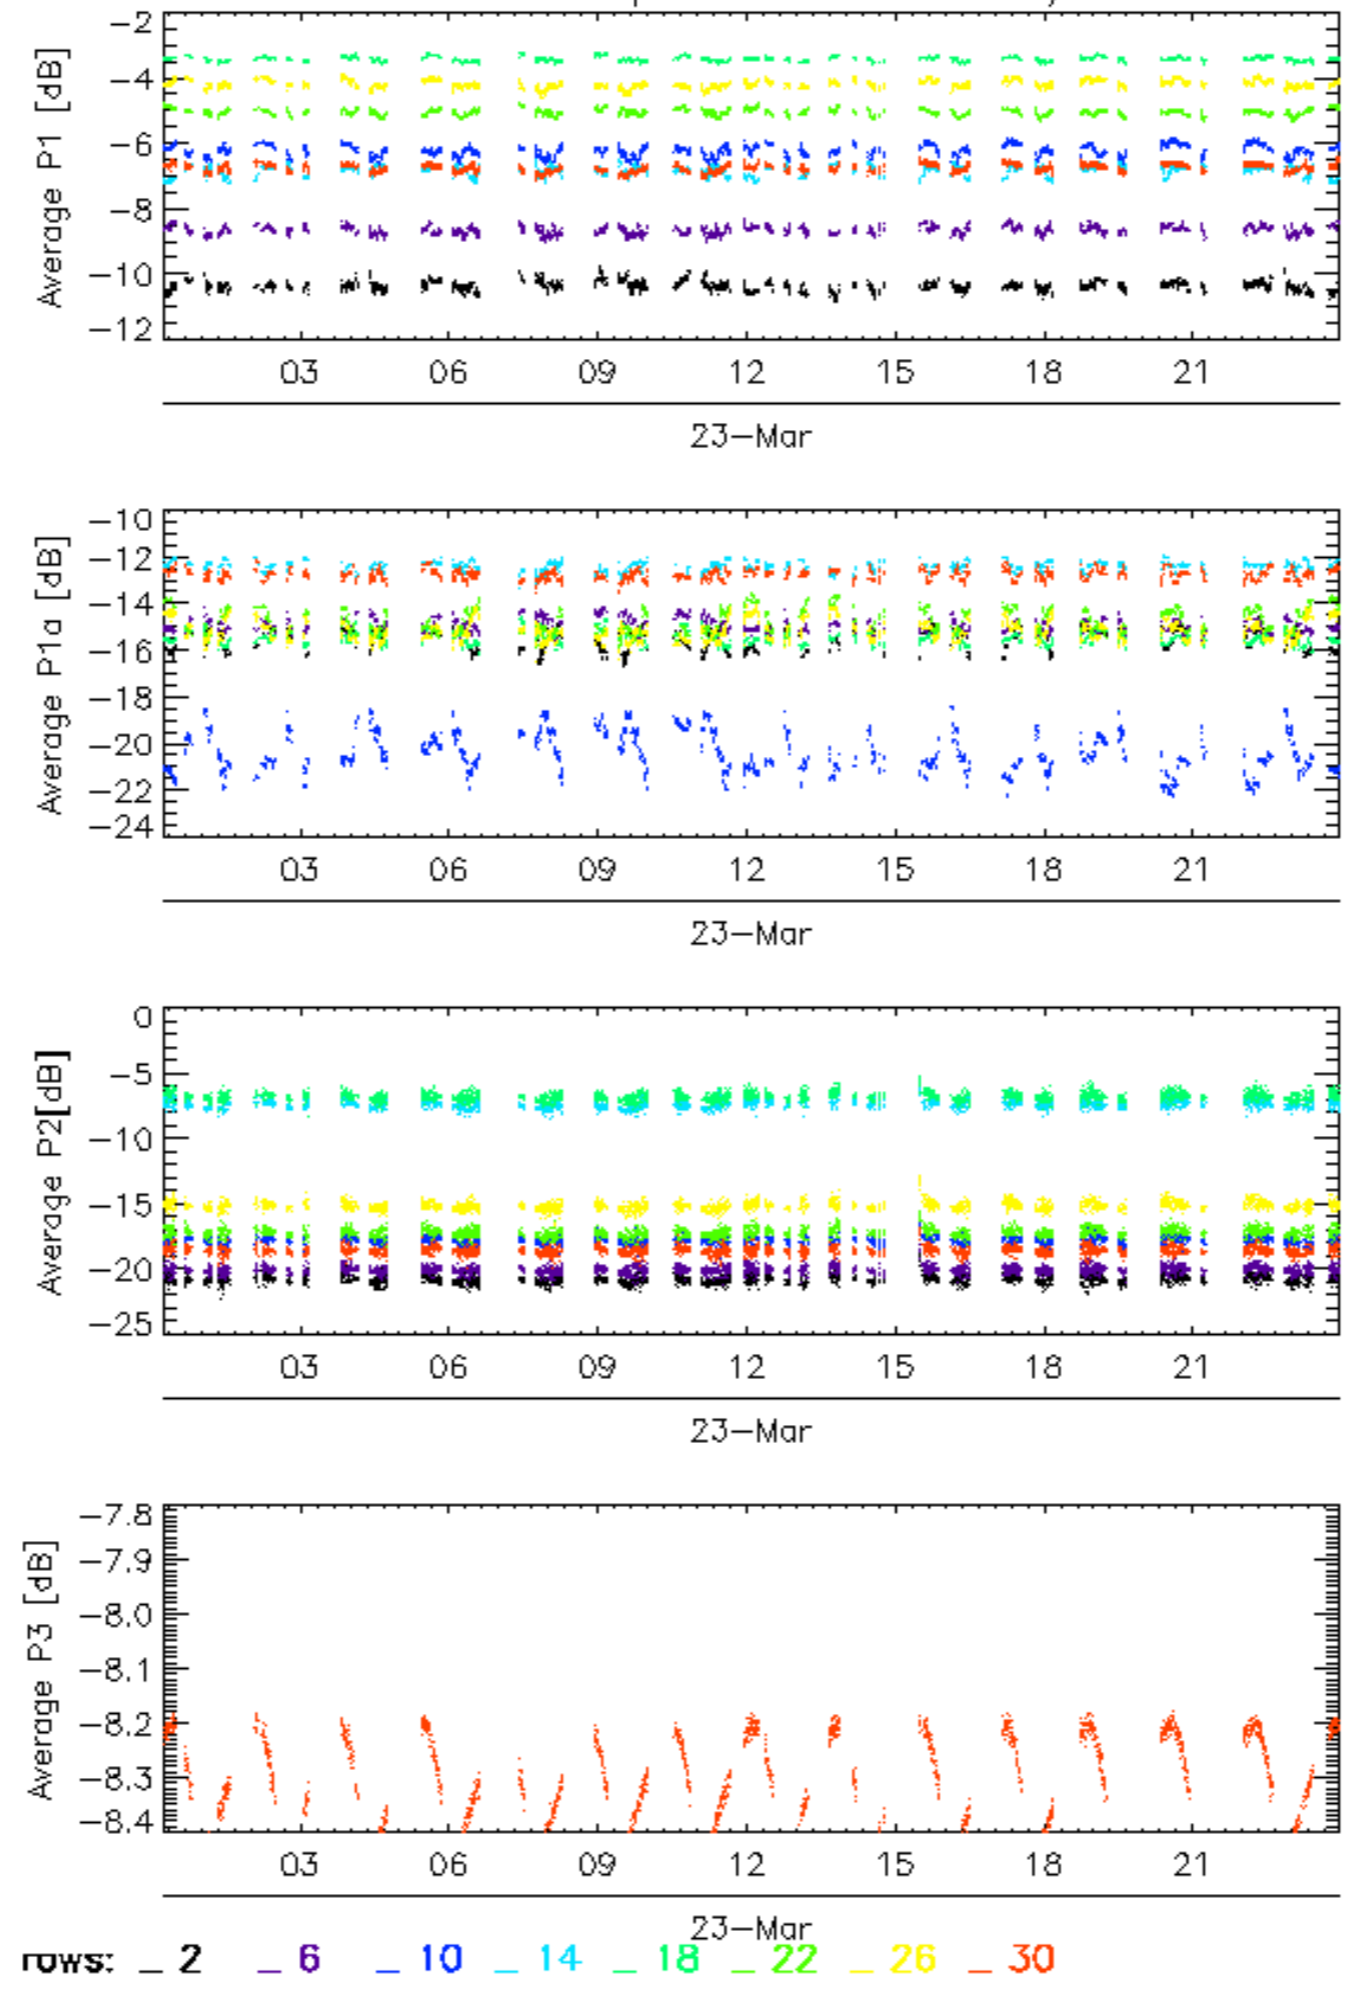 Average P1 [dB]
−2
−4
−6
−8
−10
−12
03 06 09 12 15 18 21
23−Mar
Average P1a [dB]
−10
−12
−14
−16
−18
−20
−22
−24
03 06 09 12 15 18 21
23−Mar
Average P2[dB]
0
−5
−10
−15
−20
−25
03 06 09 12 15 18 21
23−Mar
Average P3 [dB]
−7.8
−7.9
−8.0
−8.1
−8.2
−8.3
−8.4
03 06 09 12 15 18 21
23−Mar
rows: _ 2 _ 6 _ 10 _ 14 _ 18 _ 22 _ 26 _ 30